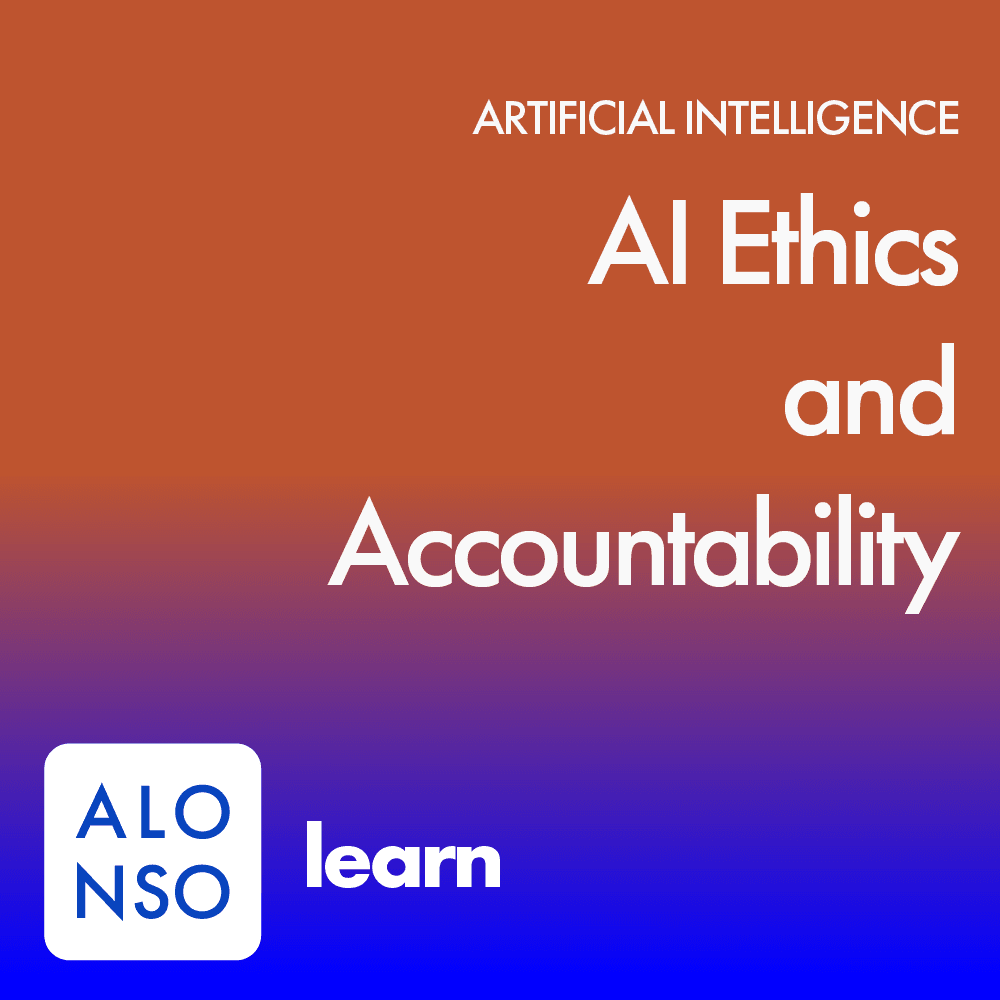 ARTIFICIAL INTELLIGENCE
AI Ethics
and
Accountability
ALO
NSO
learn